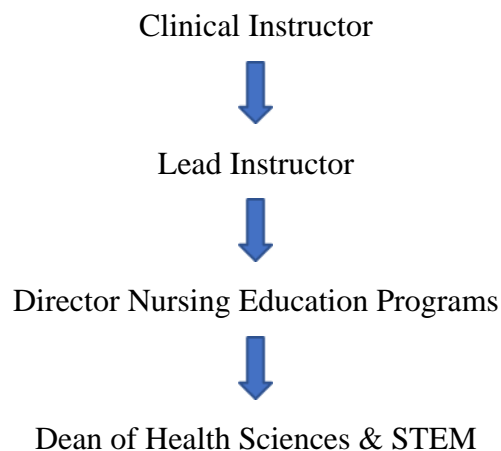 Clinical Instructor
Lead Instructor
Director Nursing Education Programs
Dean of Health Sciences & STEM